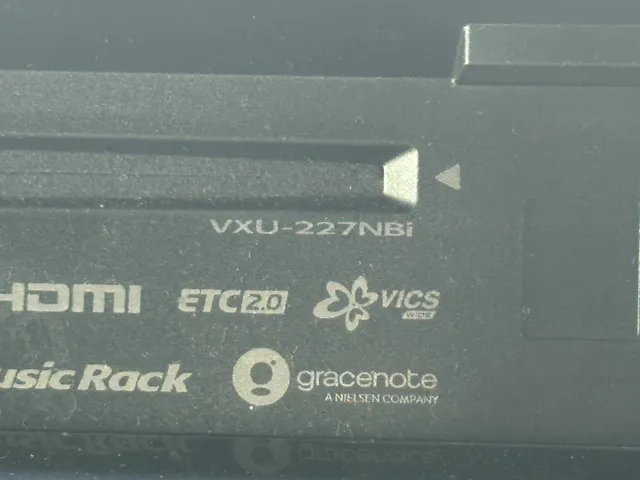 VXU-227NBi
HDMI ETC2.0 VICS
WIDE
usic Rack gracenote
A NIELSEN COMPANY